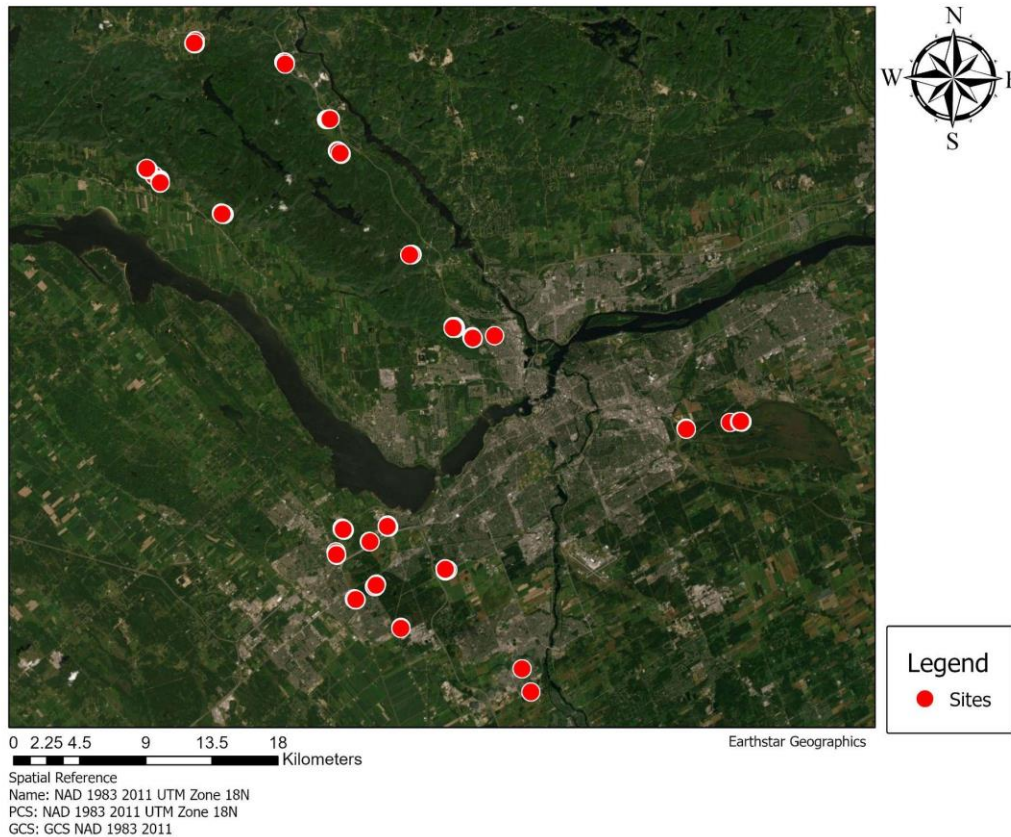 N
W E
S
Legend
Sites
0 2.25 4.5 9 13.5 18
Kilometers
Earthstar Geographics
Spatial Reference
Name: NAD 1983 2011 UTM Zone 18N
PCS: NAD 1983 2011 UTM Zone 18N
GCS: GCS NAD 1983 2011